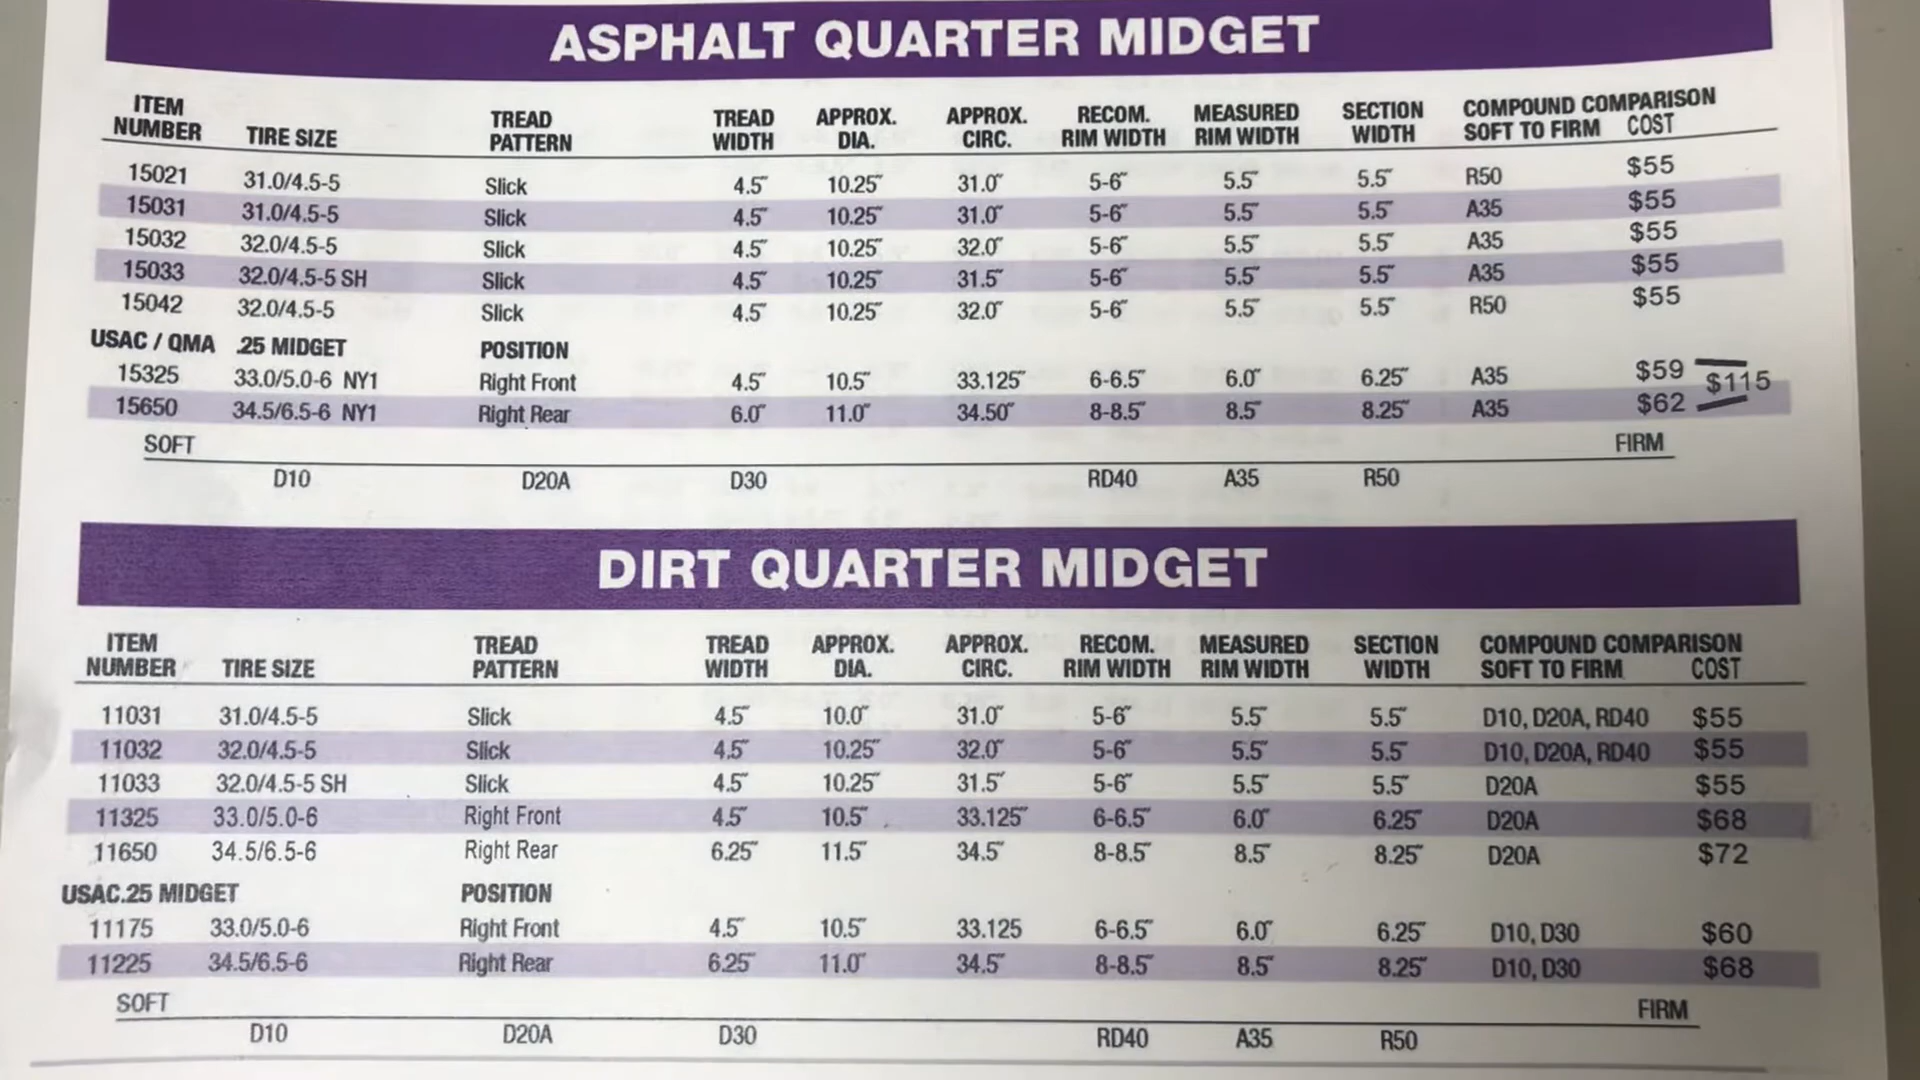 ASPHALT QUARTER MIDGET
ITEM NUMBER TIRE SIZE TREAD PATTERN TREAD WIDTH APPROX. DIA. APPROX. CIRC. RECOM. RIM WIDTH MEASURED RIM WIDTH SECTION WIDTH COMPOUND COMPARISON SOFT TO FIRM COST
15021 31.0/4.5-5 Slick 4.5" 10.25" 31.0" 5-6" 5.5" 5.5" R50 $55
15031 31.0/4.5-5 Slick 4.5" 10.25" 31.0" 5-6" 5.5" 5.5" A35 $55
15032 32.0/4.5-5 Slick 4.5" 10.25" 32.0" 5-6" 5.5" 5.5" A35 $55
15033 32.0/4.5-5 SH Slick 4.5" 10.25" 31.5" 5-6" 5.5" 5.5" A35 $55
15042 32.0/4.5-5 Slick 4.5" 10.25" 32.0" 5-6" 5.5" 5.5" R50 $55
USAC / QMA .25 MIDGET POSITION
15325 33.0/5.0-6 NY1 Right Front 4.5" 10.5" 33.125" 6-6.5" 6.0" 6.25" A35 $59
$115
15650 34.5/6.5-6 NY1 Right Rear 6.0" 11.0" 34.50" 8-8.5" 8.5" 8.25" A35 $62
SOFT FIRM
D10 D20A D30 RD40 A35 R50
DIRT QUARTER MIDGET
ITEM NUMBER TIRE SIZE TREAD PATTERN TREAD WIDTH APPROX. DIA. APPROX. CIRC. RECOM. RIM WIDTH MEASURED RIM WIDTH SECTION WIDTH COMPOUND COMPARISON SOFT TO FIRM COST
11031 31.0/4.5-5 Slick 4.5" 10.0" 31.0" 5-6" 5.5" 5.5" D10, D20A, RD40 $55
11032 32.0/4.5-5 Slick 4.5" 10.25" 32.0" 5-6" 5.5" 5.5" D10, D20A, RD40 $55
11033 32.0/4.5-5 SH Slick 4.5" 10.25" 31.5" 5-6" 5.5" 5.5" D20A $55
11325 33.0/5.0-6 Right Front 4.5" 10.5" 33.125" 6-6.5" 6.0" 6.25" D20A $68
11650 34.5/6.5-6 Right Rear 6.25" 11.5" 34.5" 8-8.5" 8.5" 8.25" D20A $72
USAC.25 MIDGET POSITION
11175 33.0/5.0-6 Right Front 4.5" 10.5" 33.125 6-6.5" 6.0" 6.25" D10, D30 $60
11225 34.5/6.5-6 Right Rear 6.25" 11.0" 34.5" 8-8.5" 8.5" 8.25" D10, D30 $68
SOFT FIRM
D10 D20A D30 RD40 A35 R50